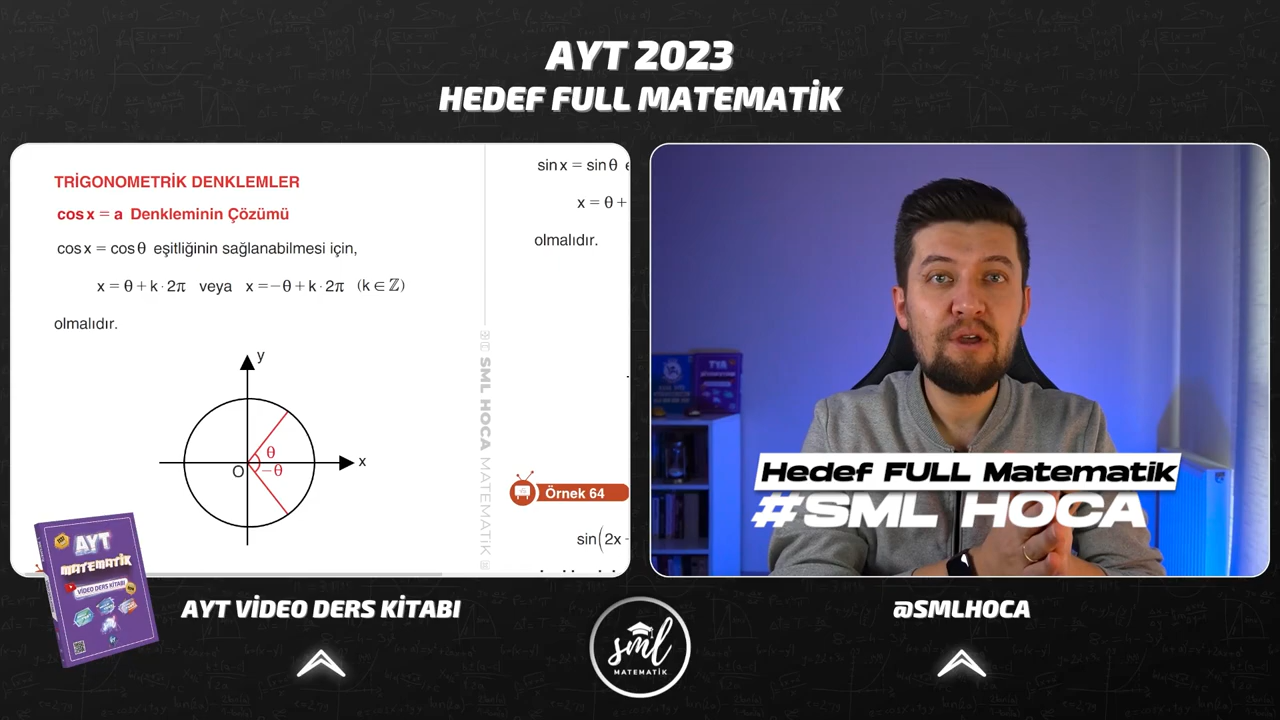 AYT 2023
HEDEF FULL MATEMATİK
TRİGONOMETRİK DENKLEMLER
cos x = a Denkleminin Çözümü
cos x = cos θ eşitliğinin sağlanabilmesi için,
x = θ + k · 2π veya x = −θ + k · 2π (k ∈ ℤ)
olmalıdır.
y
θ
−θ
O
x
SML HOCA MATEMATİK
sin x = sin θ
x = θ +
olmalıdır.
Örnek 64
sin(2x
Hedef FULL Matematik
#SML HOCA
AYT
MATEMATİK
VİDEO DERS KİTABI
AYT VİDEO DERS KİTABI
sml
MATEMATİK
@SMLHOCA